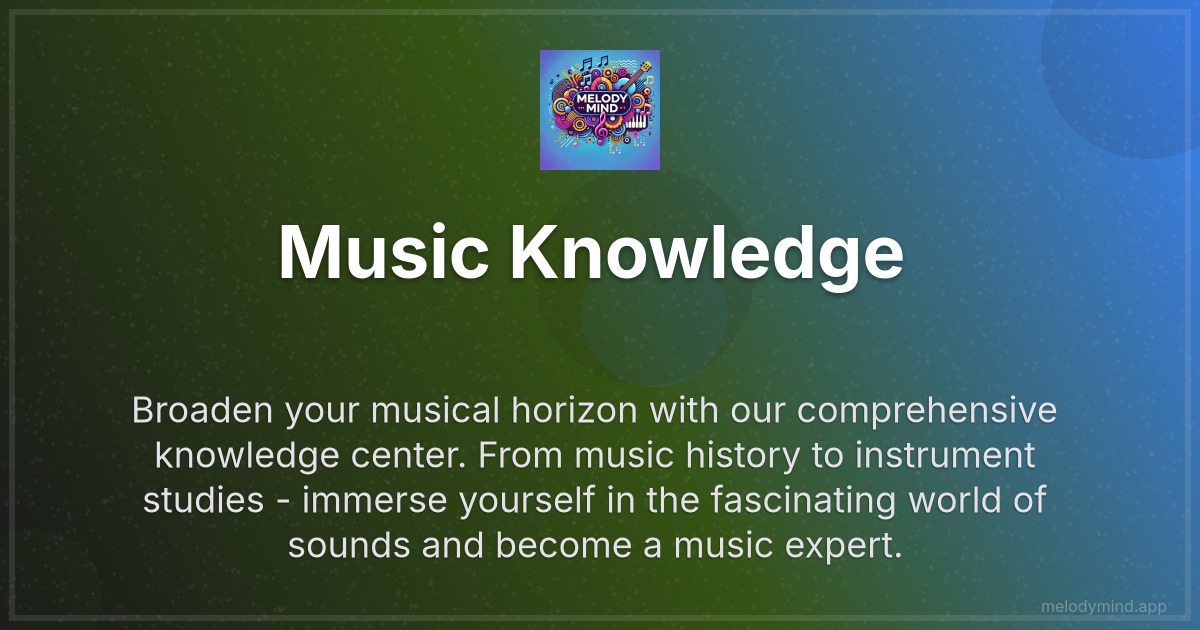 MELODY
MIND
Music Knowledge
Broaden your musical horizon with our comprehensive
knowledge center. From music history to instrument
studies - immerse yourself in the fascinating world of
sounds and become a music expert.
melodymind.app